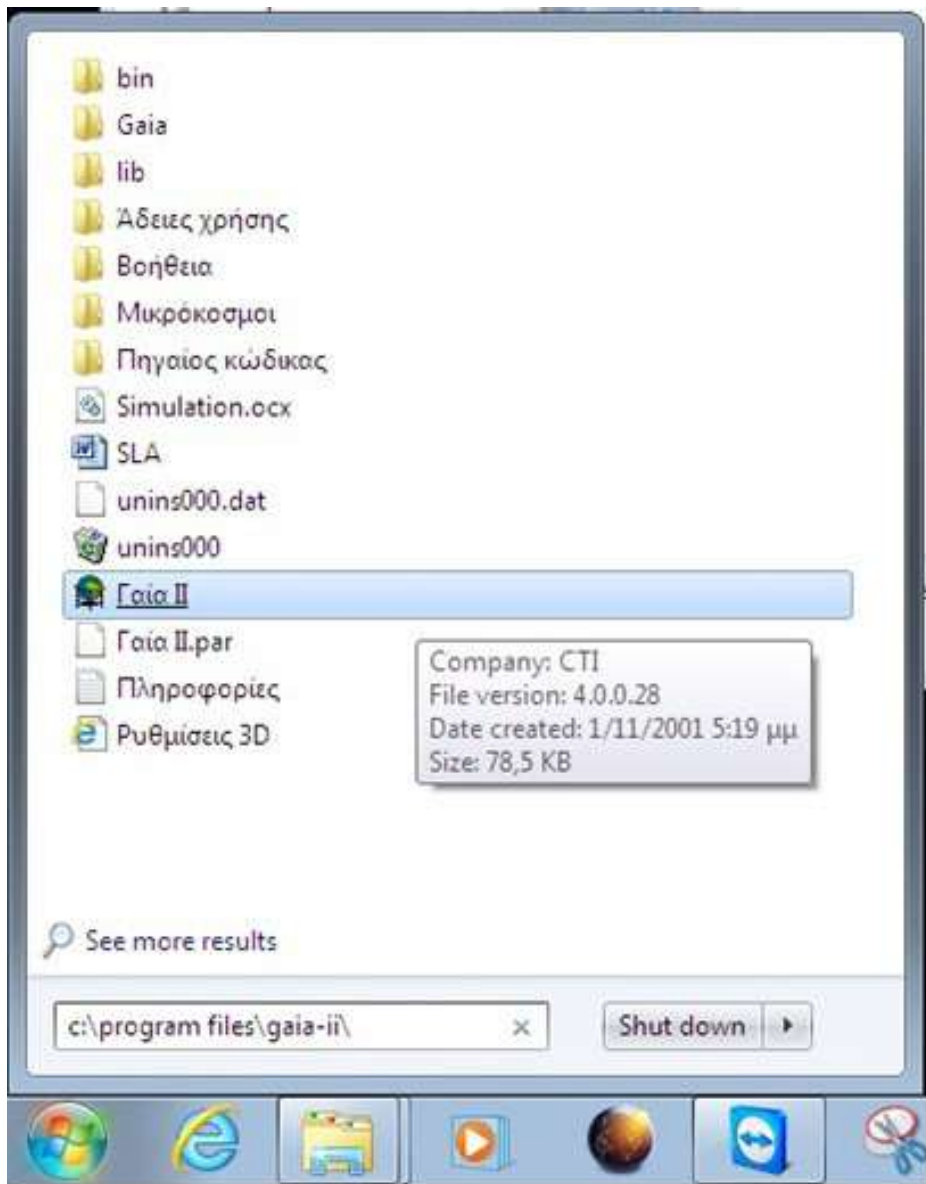 bin
Gaia
lib
Άδειες χρήσης
Βοήθεια
Μικρόκοσμοι
Πηγαίος κώδικας
Simulation.ocx
SLA
unins000.dat
unins000
Γαία II
Γαία II.par
Πληροφορίες
Ρυθμίσεις 3D
Company: CTI
File version: 4.0.0.28
Date created: 1/11/2001 5:19 μμ
Size: 78,5 KB
See more results
c:\program files\gaia-ii\
Shut down